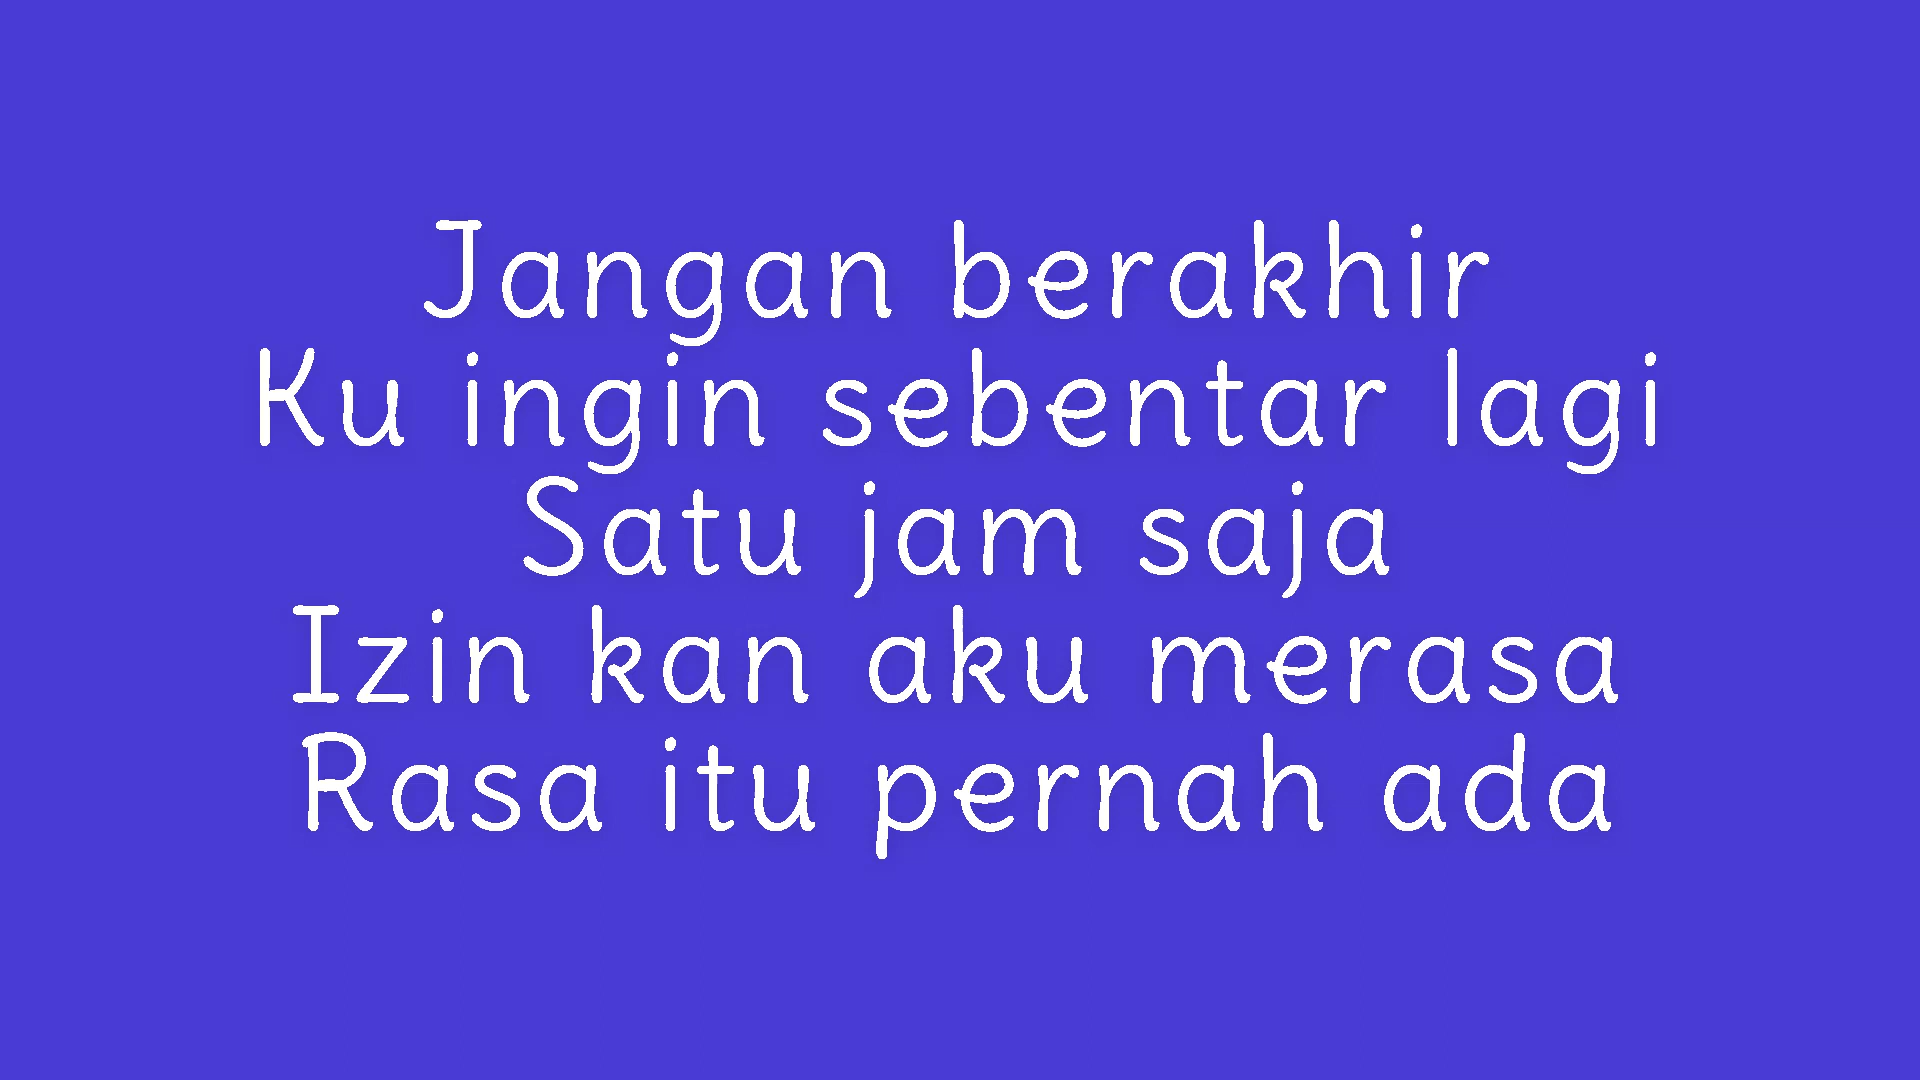 Jangan berakhir
Ku ingin sebentar lagi
Satu jam saja
Izin kan aku merasa
Rasa itu pernah ada